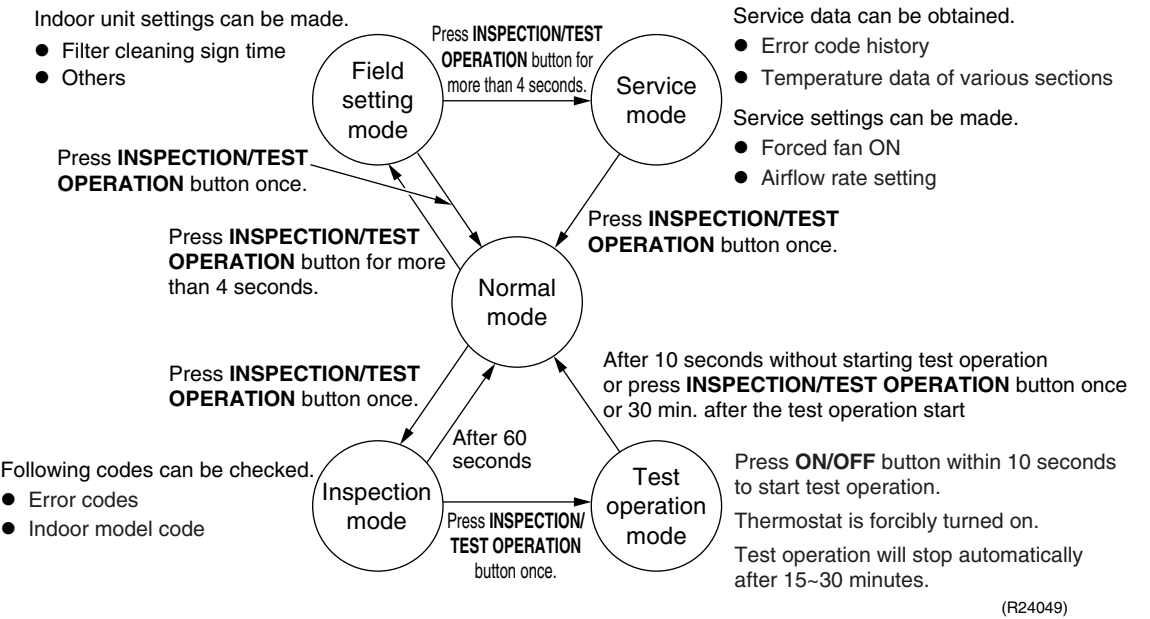 Indoor unit settings can be made.
● Filter cleaning sign time
● Others
Field
setting
mode
Press INSPECTION/TEST
OPERATION button for
more than 4 seconds.
Service
mode
Service data can be obtained.
● Error code history
● Temperature data of various sections
Service settings can be made.
● Forced fan ON
● Airflow rate setting
Press INSPECTION/TEST
OPERATION button once.
Press INSPECTION/TEST
OPERATION button for more
than 4 seconds.
Press INSPECTION/TEST
OPERATION button once.
Normal
mode
Press INSPECTION/TEST
OPERATION button once.
After 60
seconds
After 10 seconds without starting test operation
or press INSPECTION/TEST OPERATION button once
or 30 min. after the test operation start
Following codes can be checked.
● Error codes
● Indoor model code
Inspection
mode
Press INSPECTION/
TEST OPERATION
button once.
Test
operation
mode
Press ON/OFF button within 10 seconds
to start test operation.
Thermostat is forcibly turned on.
Test operation will stop automatically
after 15~30 minutes.
(R24049)